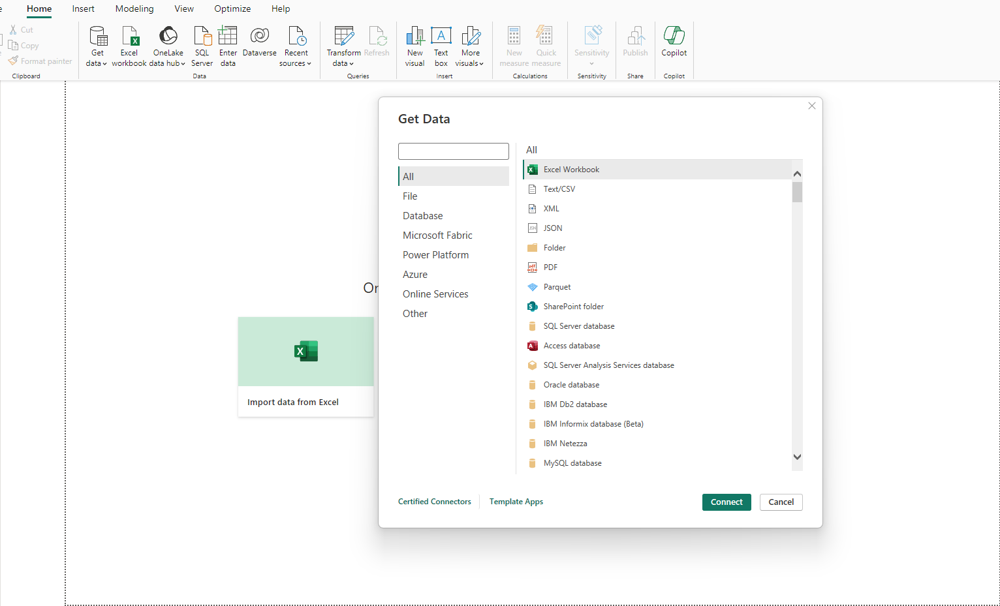 Home Insert Modeling View Optimize Help
Cut
Copy
Format painter
Clipboard
Get data
Excel workbook
OneLake data hub
SQL Server
Enter data
Dataverse
Recent sources
Data
Transform data
Refresh
Queries
New visual
Text box
More visuals
Insert
New measure
Quick measure
Calculations
Sensitivity
Sensitivity
Publish
Share
Copilot
Copilot
Import data from Excel
Get Data
All
File
Database
Microsoft Fabric
Power Platform
Azure
Online Services
Other
All
Excel Workbook
Text/CSV
XML
JSON
Folder
PDF
Parquet
SharePoint folder
SQL Server database
Access database
SQL Server Analysis Services database
Oracle database
IBM Db2 database
IBM Informix database (Beta)
IBM Netezza
MySQL database
Certified Connectors
Template Apps
Connect
Cancel